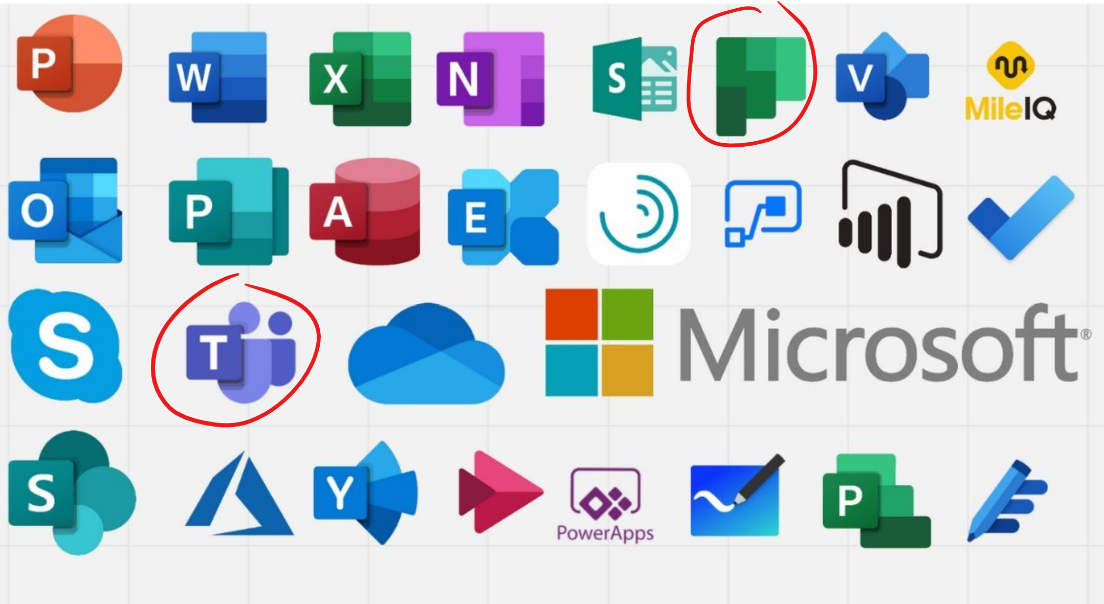 P W X N S V MileIQ
O P A E
S T Microsoft®
S Y PowerApps P